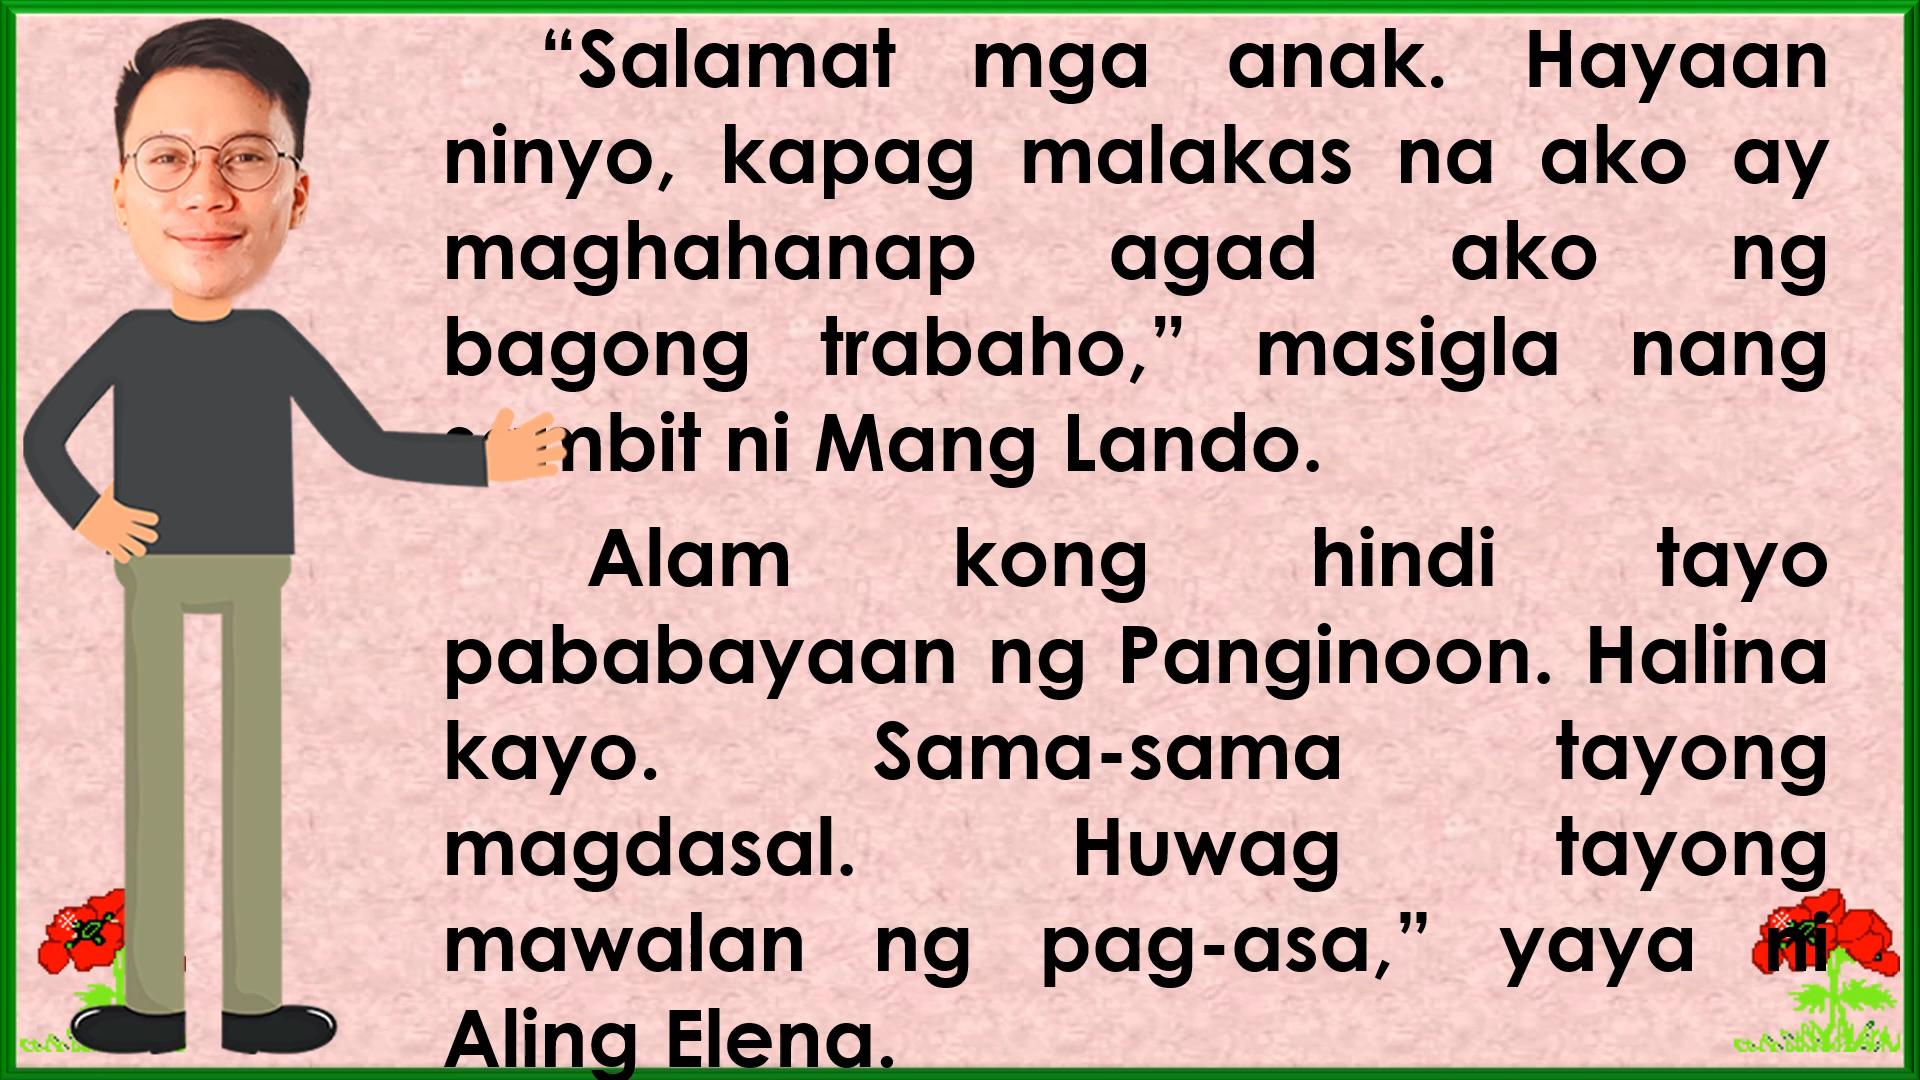 “Salamat mga anak. Hayaan
ninyo, kapag malakas na ako ay
maghahanap agad ako ng
bagong trabaho,” masigla nang
ni Mang Lando.
Alam kong hindi tayo
pababayaan ng Panginoon. Halina
kayo. Sama-sama tayong
magdasal. Huwag tayong
mawalan ng pag-asa,” yaya ni
Aling Elena.